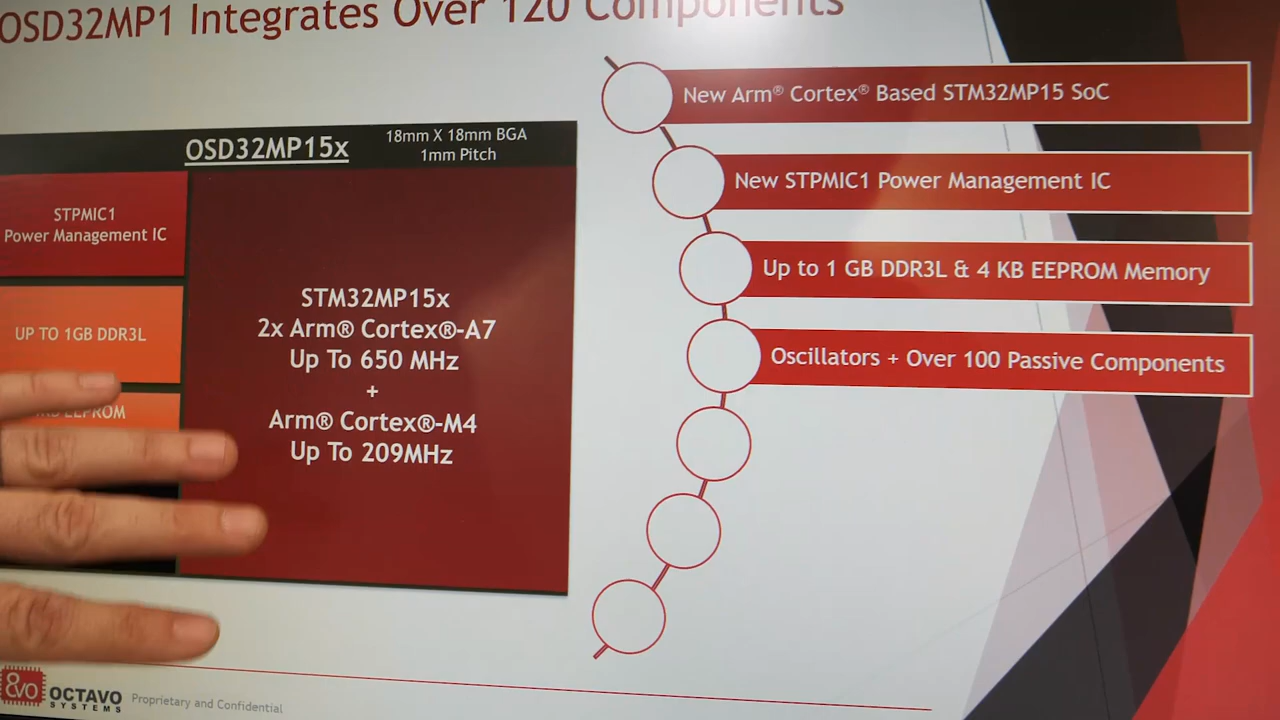 OSD32MP1 Integrates Over 120 Components
OSD32MP15x
18mm X 18mm BGA
1mm Pitch
STPMIC1
Power Management IC
UP TO 1GB DDR3L
EEPROM
STM32MP15x
2x Arm® Cortex®-A7
Up To 650 MHz
+
Arm® Cortex®-M4
Up To 209MHz
New Arm® Cortex® Based STM32MP15 SoC
New STPMIC1 Power Management IC
Up to 1 GB DDR3L & 4 KB EEPROM Memory
Oscillators + Over 100 Passive Components
8vo
OCTAVO
SYSTEMS
Proprietary and Confidential